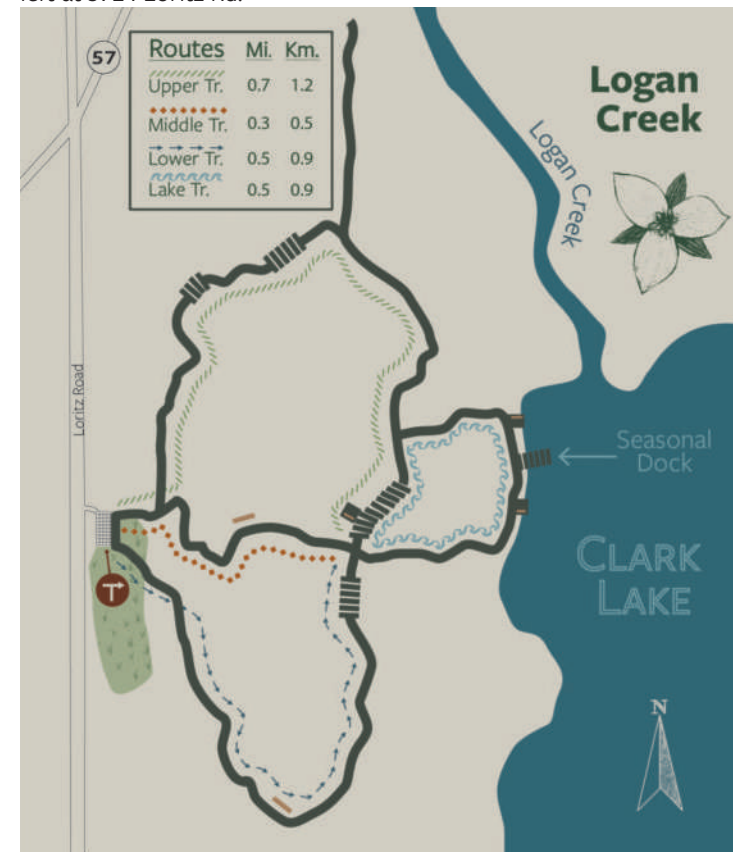 57
Routes Mi. Km.
Upper Tr. 0.7 1.2
Middle Tr. 0.3 0.5
Lower Tr. 0.5 0.9
Lake Tr. 0.5 0.9
Logan
Creek
Logan Creek
Loritz Road
Seasonal
Dock
CLARK
LAKE
T
N